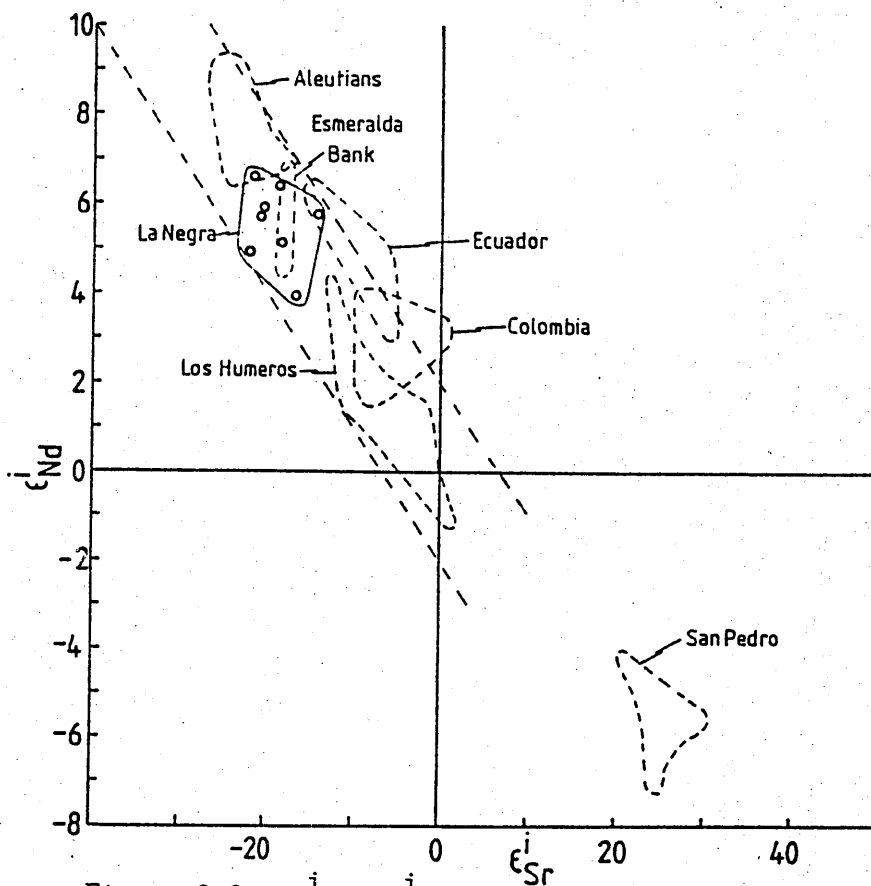 10
8
6
4
2
0
-2
-4
-6
-8
εⁱNd
Aleutians
Esmeralda
Bank
La Negra
Ecuador
Colombia
Los Humeros
San Pedro
-20
0
20
εⁱSr